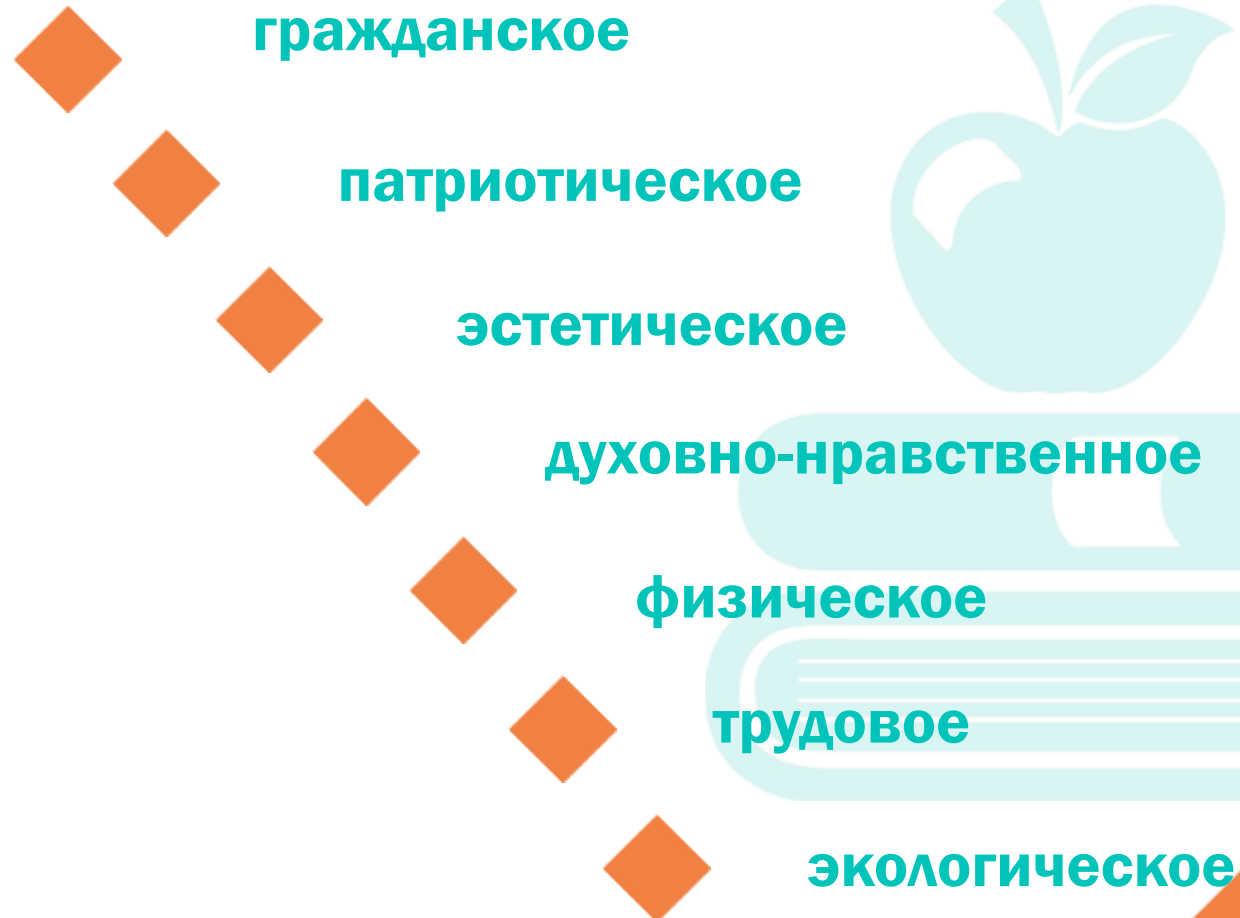 гражданское
патриотическое
эстетическое
духовно-нравственное
физическое
трудовое
экологическое